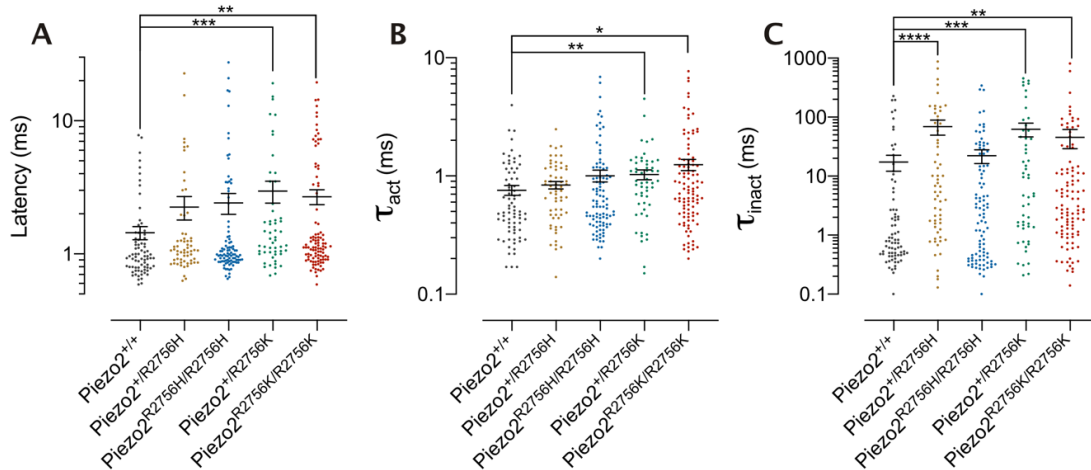 A
**
***
Latency (ms)
10
1
Piezo2+/+
Piezo2+/R2756H
Piezo2R2756H/R2756H
Piezo2+/R2756K
Piezo2R2756K/R2756K
B
*
**
τact (ms)
10
1
0.1
Piezo2+/+
Piezo2+/R2756H
Piezo2R2756H/R2756H
Piezo2+/R2756K
Piezo2R2756K/R2756K
C
**
***
****
τinact (ms)
1000
100
10
1
0.1
Piezo2+/+
Piezo2+/R2756H
Piezo2R2756H/R2756H
Piezo2+/R2756K
Piezo2R2756K/R2756K